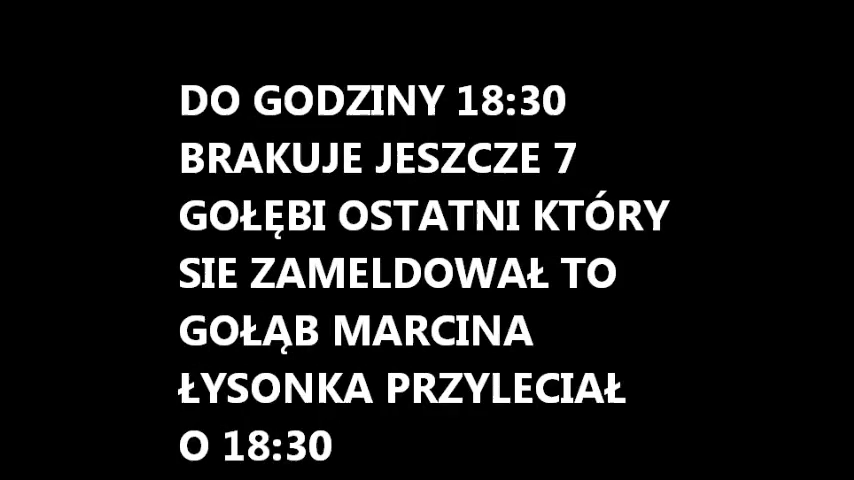 DO GODZINY 18:30
BRAKUJE JESZCZE 7
GOŁĘBI OSTATNI KTÓRY
SIE ZAMELDOWAŁ TO
GOŁĄB MARCINA
ŁYSONKA PRZYLECIAŁ
O 18:30